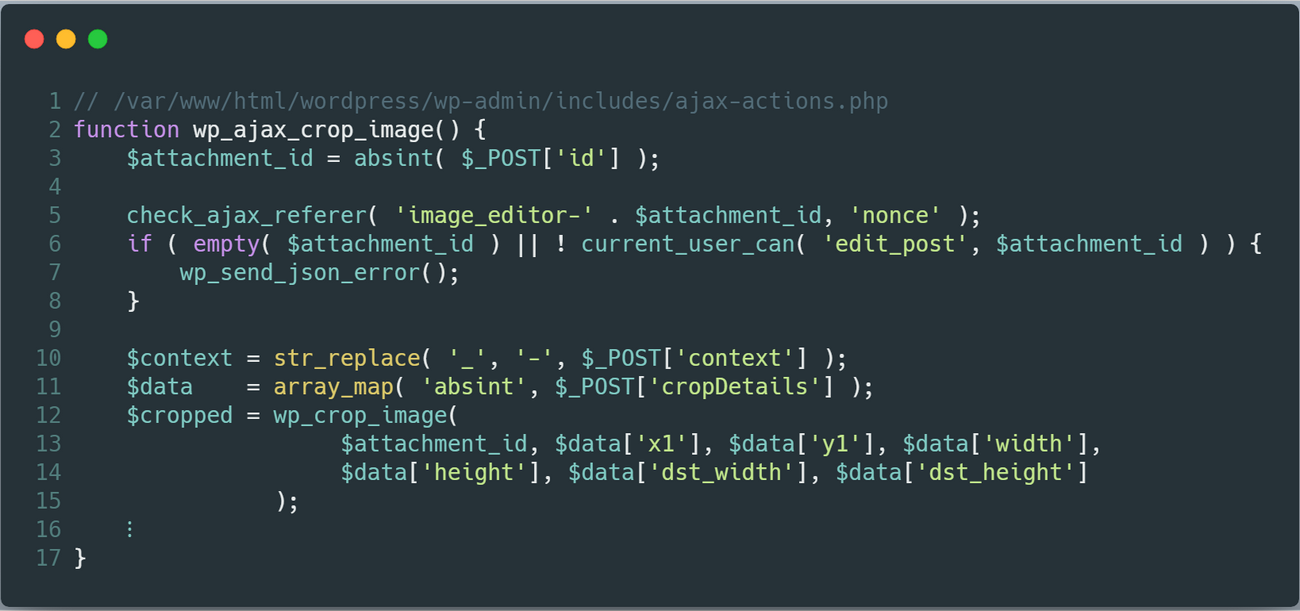 1 // /var/www/html/wordpress/wp-admin/includes/ajax-actions.php
2 function wp_ajax_crop_image() {
3     $attachment_id = absint( $_POST['id'] );
4
5     check_ajax_referer( 'image_editor-' . $attachment_id, 'nonce' );
6     if ( empty( $attachment_id ) || ! current_user_can( 'edit_post', $attachment_id ) ) {
7         wp_send_json_error();
8     }
9
10     $context = str_replace( '_', '-', $_POST['context'] );
11     $data    = array_map( 'absint', $_POST['cropDetails'] );
12     $cropped = wp_crop_image(
13                     $attachment_id, $data['x1'], $data['y1'], $data['width'],
14                     $data['height'], $data['dst_width'], $data['dst_height']
15                );
16     ⋮
17 }